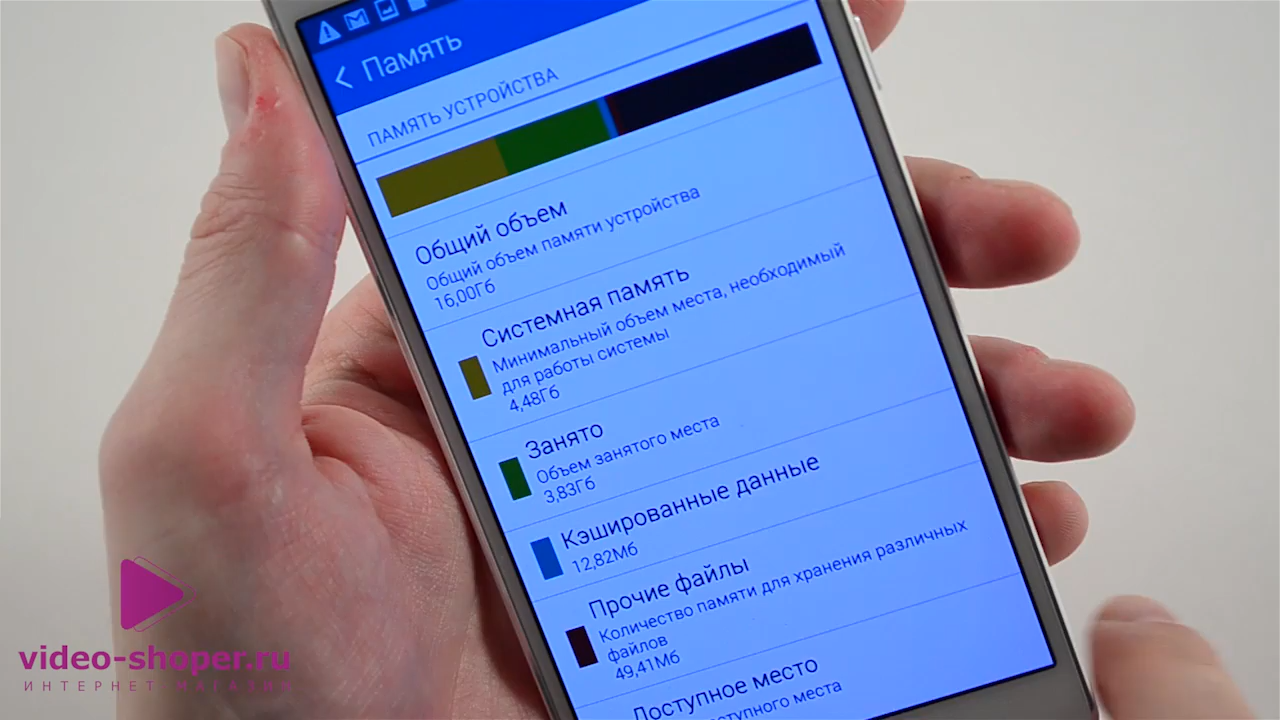 Память
ПАМЯТЬ УСТРОЙСТВА
Общий объем
Общий объем памяти устройства
16,00Гб
Системная память
Минимальный объем места, необходимый
для работы системы
4,48Гб
Занято
Объем занятого места
3,83Гб
Кэшированные данные
12,82Мб
Прочие файлы
Количество памяти для хранения различных
файлов
49,41Мб
Доступное место
video-shoper.ru
ИНТЕРНЕТ МАГАЗИН